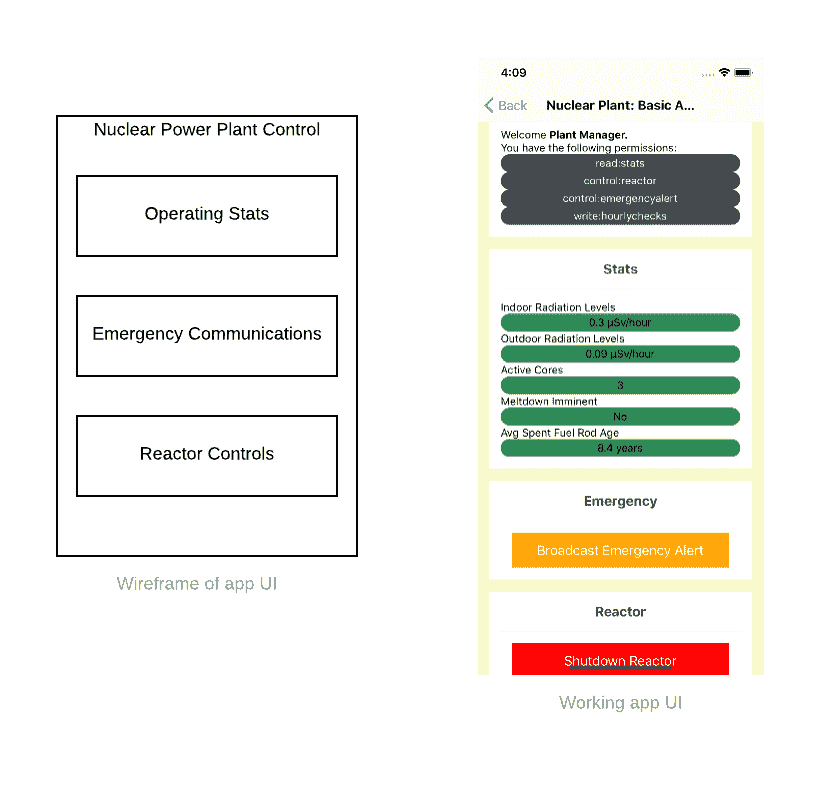 Nuclear Power Plant Control
Operating Stats
Emergency Communications
Reactor Controls
Wireframe of app UI
4:09
Back
Nuclear Plant: Basic A...
Welcome Plant Manager.
You have the following permissions:
read:stats
control:reactor
control:emergencyalert
write:hourlychecks
Stats
Indoor Radiation Levels
0.3 µSv/hour
Outdoor Radiation Levels
0.09 µSv/hour
Active Cores
3
Meltdown Imminent
No
Avg Spent Fuel Rod Age
8.4 years
Emergency
Broadcast Emergency Alert
Reactor
Shutdown Reactor
Working app UI